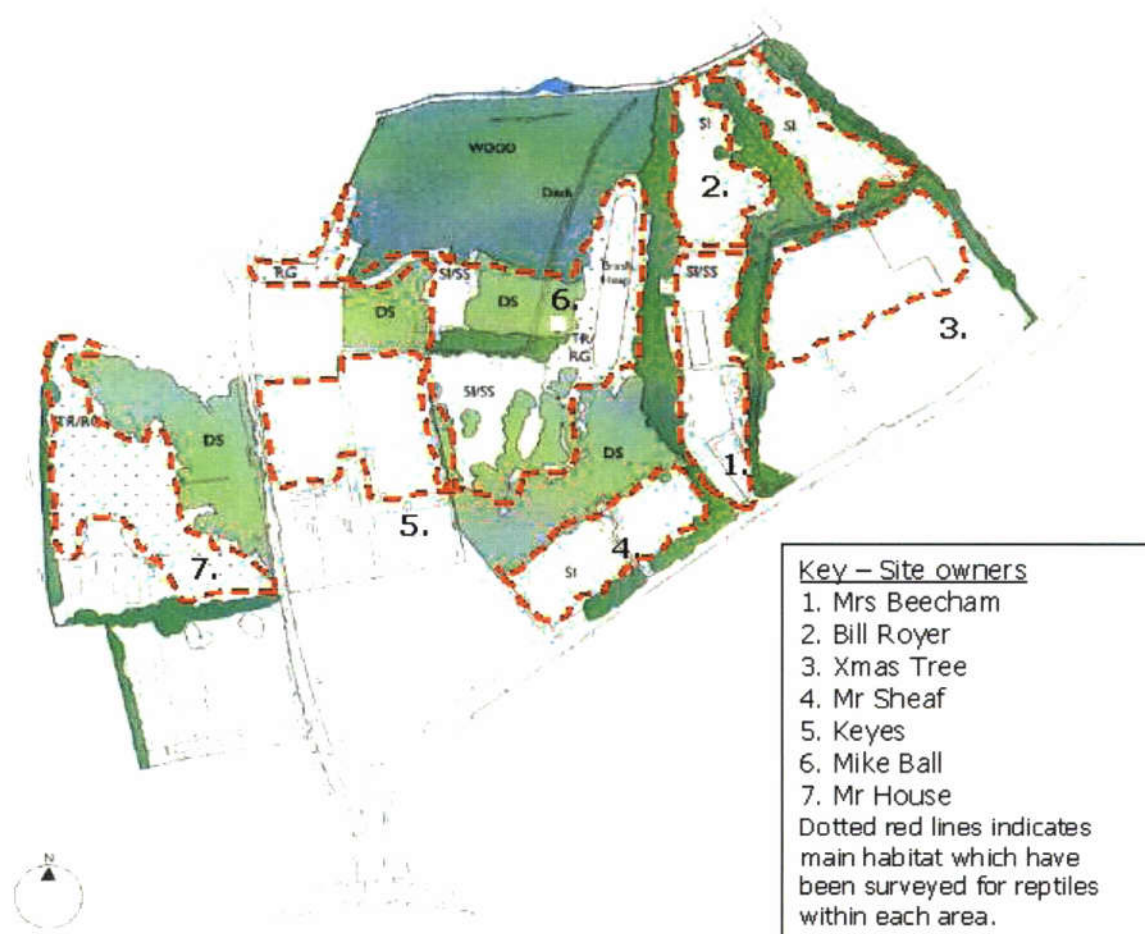 SI
SI
WOOD
2.
Ditch
RG
SI/SS
Brash
Heap
SI/SS
DS
DS
6.
3.
TR/
RG
SI/SS
TR/RG
DS
DS
1.
5.
4.
SI
7.
N
Key – Site owners
1. Mrs Beecham
2. Bill Royer
3. Xmas Tree
4. Mr Sheaf
5. Keyes
6. Mike Ball
7. Mr House
Dotted red lines indicates
main habitat which have
been surveyed for reptiles
within each area.